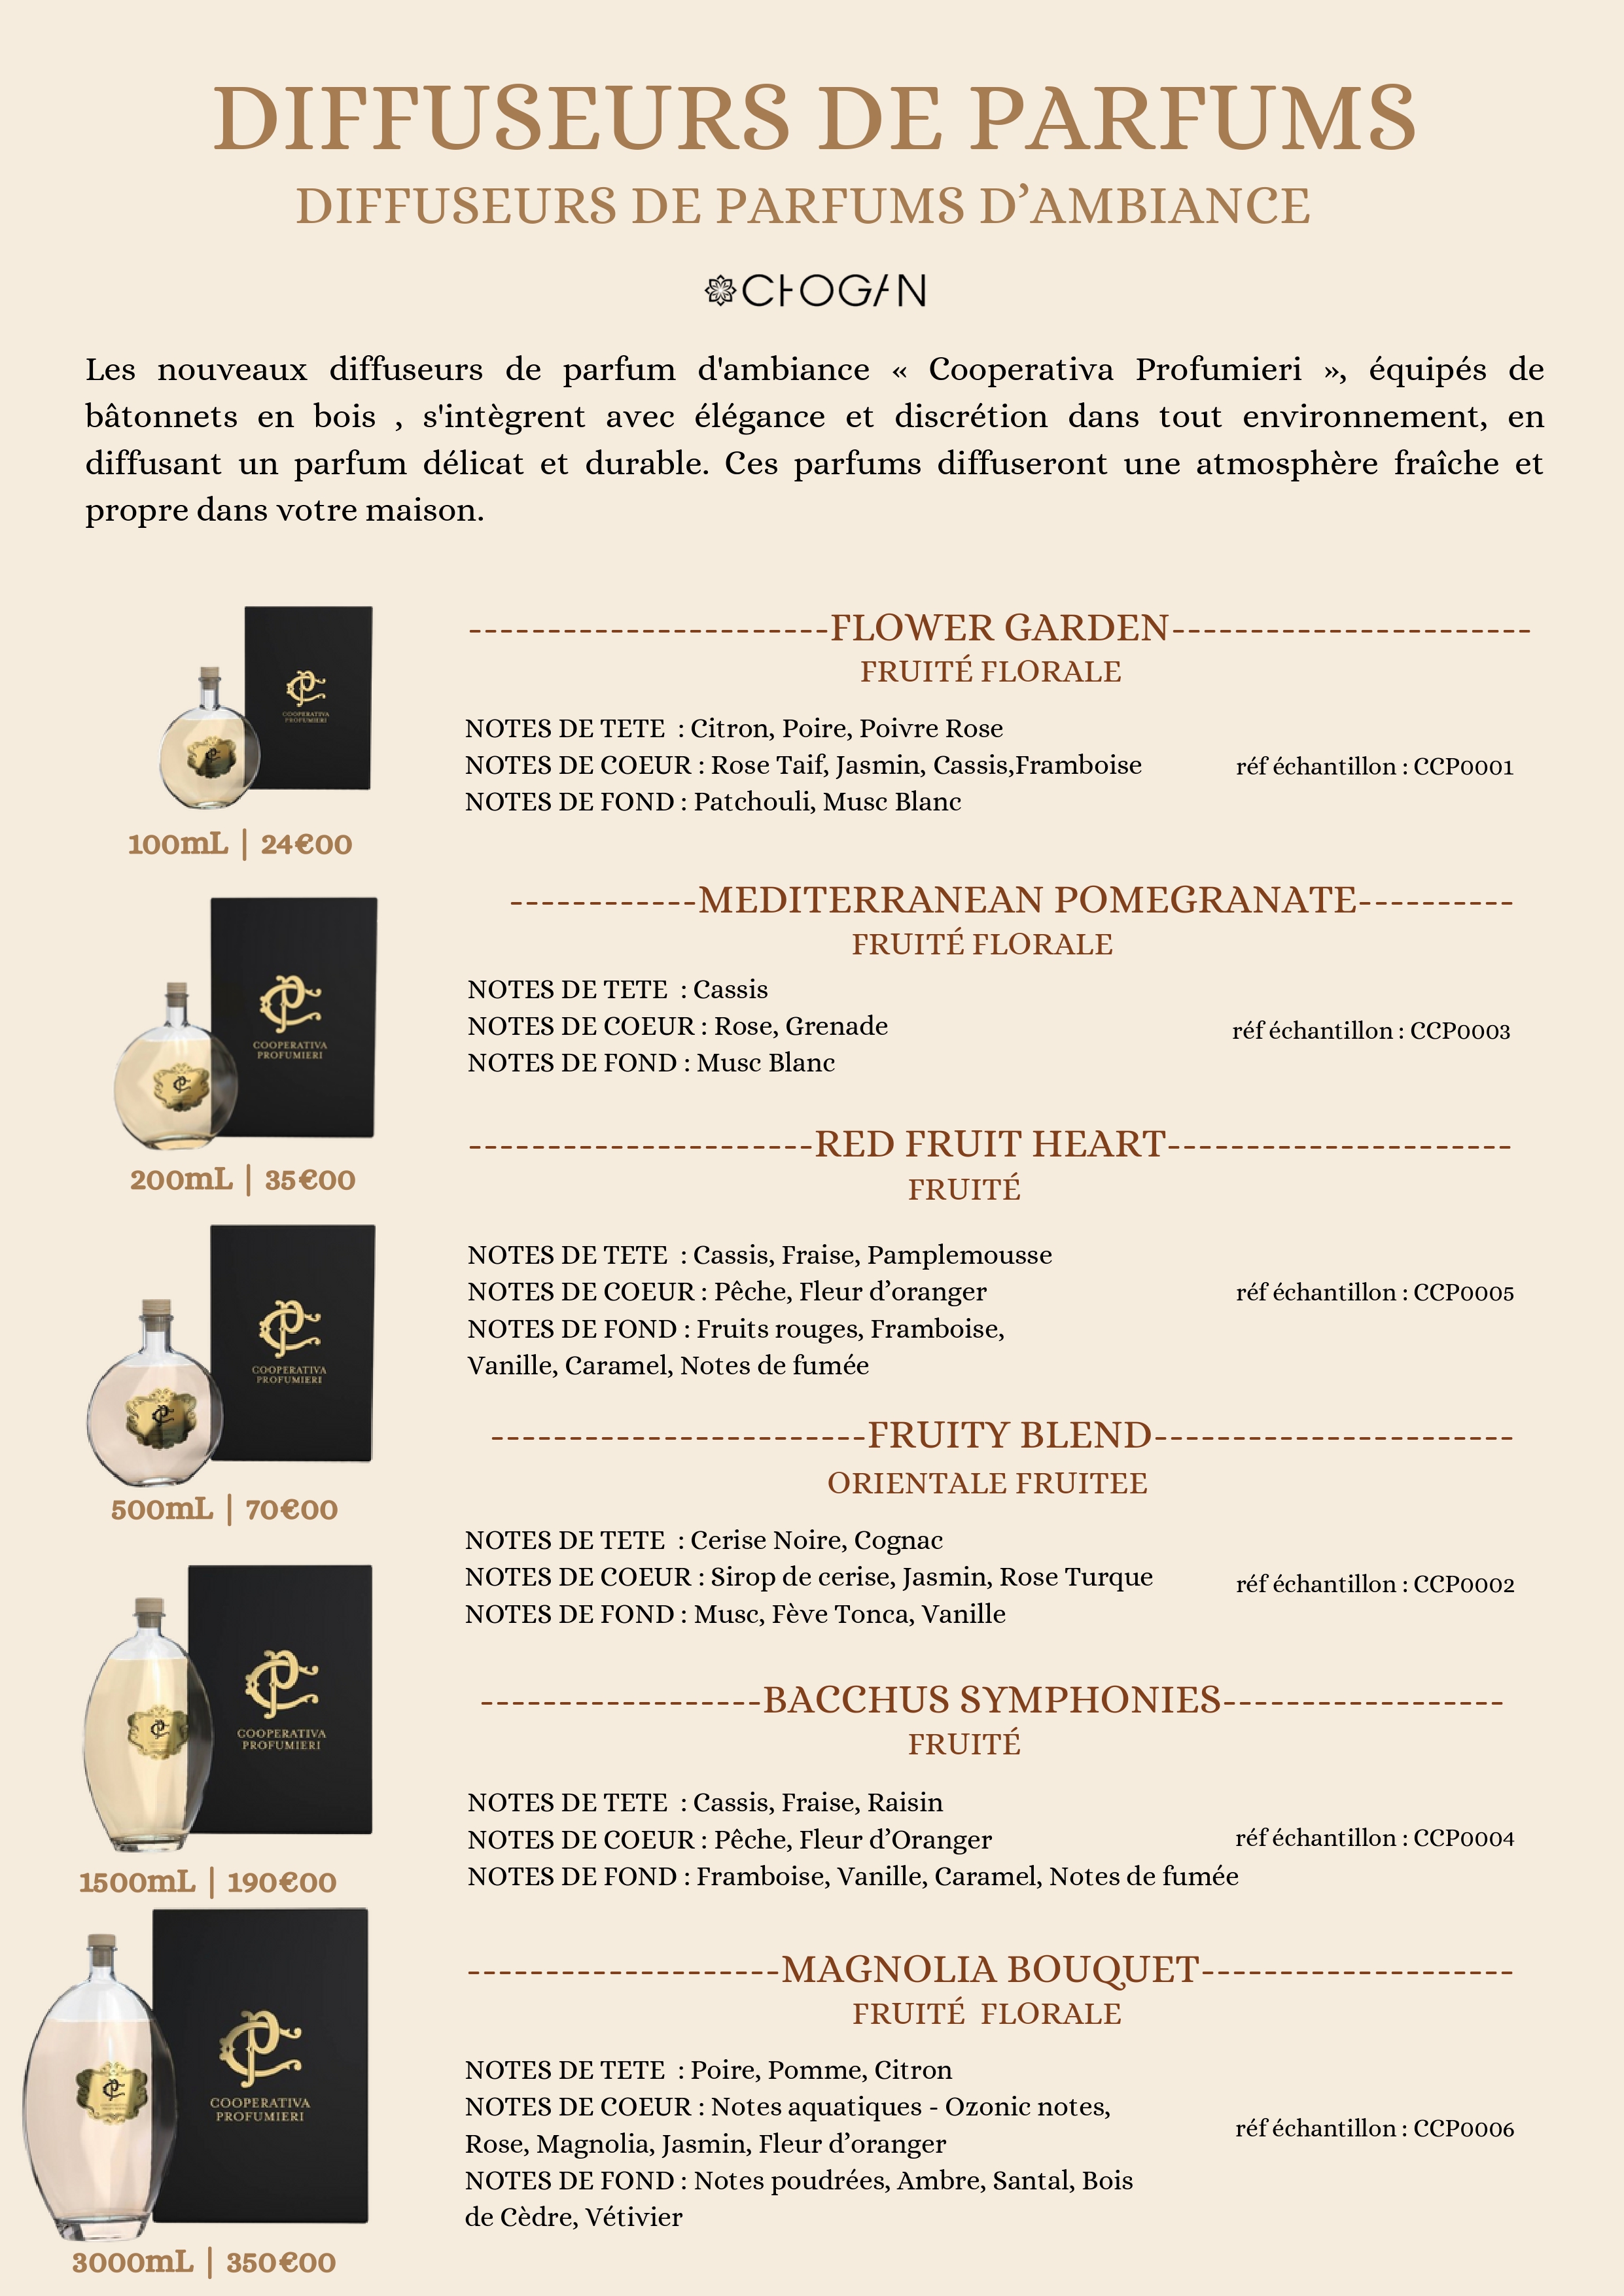 DIFFUSEURS DE PARFUMS
DIFFUSEURS DE PARFUMS D’AMBIANCE
CHOGAN
Les nouveaux diffuseurs de parfum d'ambiance « Cooperativa Profumieri », équipés de
bâtonnets en bois , s'intègrent avec élégance et discrétion dans tout environnement, en
diffusant un parfum délicat et durable. Ces parfums diffuseront une atmosphère fraîche et
propre dans votre maison.
COOPERATIVA
PROFUMIERI
100mL | 24€00
COOPERATIVA
PROFUMIERI
200mL | 35€00
COOPERATIVA
PROFUMIERI
500mL | 70€00
COOPERATIVA
PROFUMIERI
1500mL | 190€00
COOPERATIVA
PROFUMIERI
3000mL | 350€00
-----------------------FLOWER GARDEN-----------------------
FRUITÉ FLORALE
NOTES DE TETE  : Citron, Poire, Poivre Rose
NOTES DE COEUR : Rose Taif, Jasmin, Cassis,Framboise
réf échantillon : CCP0001
NOTES DE FOND : Patchouli, Musc Blanc
------------MEDITERRANEAN POMEGRANATE----------
FRUITÉ FLORALE
NOTES DE TETE  : Cassis
NOTES DE COEUR : Rose, Grenade
réf échantillon : CCP0003
NOTES DE FOND : Musc Blanc
----------------------RED FRUIT HEART----------------------
FRUITÉ
NOTES DE TETE  : Cassis, Fraise, Pamplemousse
NOTES DE COEUR : Pêche, Fleur d’oranger
réf échantillon : CCP0005
NOTES DE FOND : Fruits rouges, Framboise,
Vanille, Caramel, Notes de fumée
------------------------FRUITY BLEND-----------------------
ORIENTALE FRUITEE
NOTES DE TETE  : Cerise Noire, Cognac
NOTES DE COEUR : Sirop de cerise, Jasmin, Rose Turque
réf échantillon : CCP0002
NOTES DE FOND : Musc, Fève Tonca, Vanille
------------------BACCHUS SYMPHONIES------------------
FRUITÉ
NOTES DE TETE  : Cassis, Fraise, Raisin
NOTES DE COEUR : Pêche, Fleur d’Oranger
réf échantillon : CCP0004
NOTES DE FOND : Framboise, Vanille, Caramel, Notes de fumée
--------------------MAGNOLIA BOUQUET--------------------
FRUITÉ  FLORALE
NOTES DE TETE  : Poire, Pomme, Citron
NOTES DE COEUR : Notes aquatiques - Ozonic notes,
réf échantillon : CCP0006
Rose, Magnolia, Jasmin, Fleur d’oranger
NOTES DE FOND : Notes poudrées, Ambre, Santal, Bois
de Cèdre, Vétivier